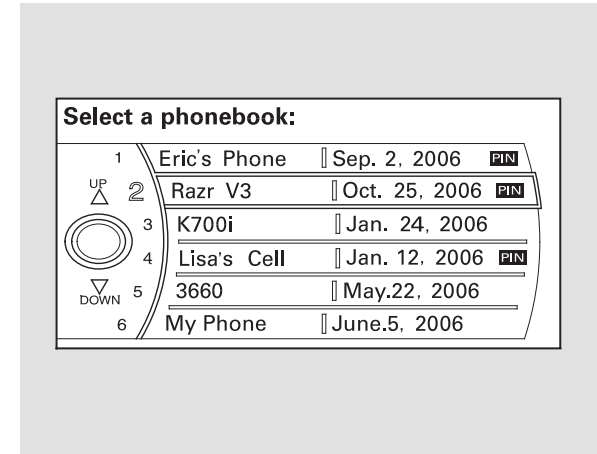 Select a phonebook:
1 Eric's Phone Sep. 2, 2006 PIN
UP 2 Razr V3 Oct. 25, 2006 PIN
3 K700i Jan. 24, 2006
4 Lisa's Cell Jan. 12, 2006 PIN
DOWN 5 3660 May.22, 2006
6 My Phone June.5, 2006